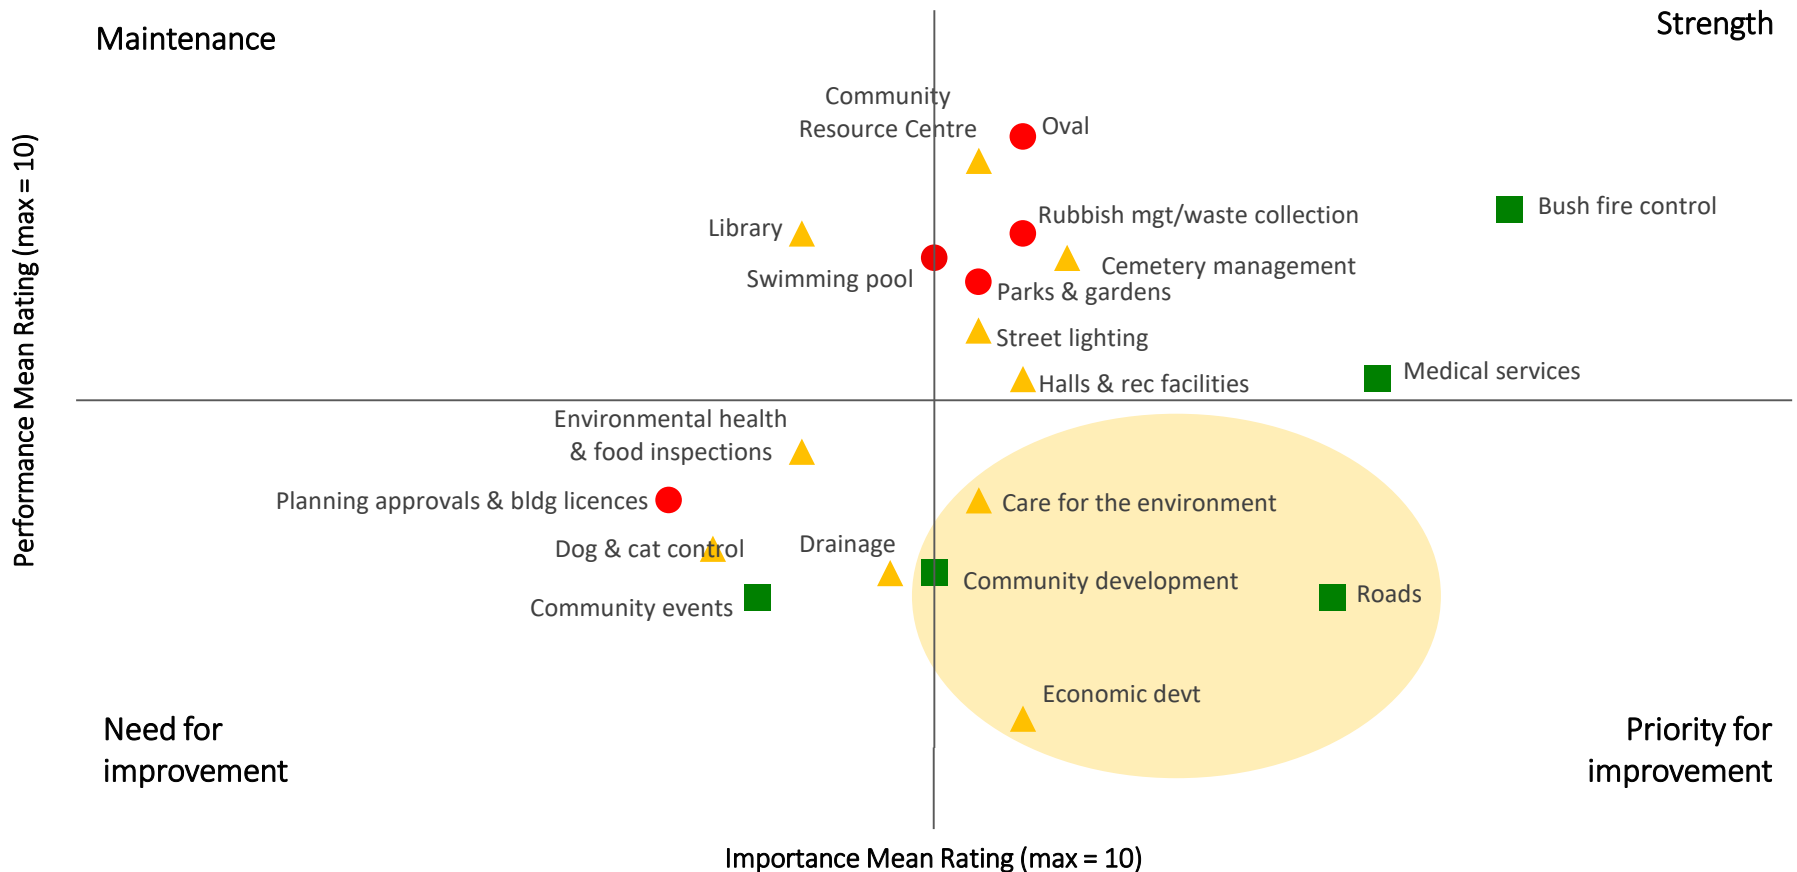 Maintenance
Strength
Community
Resource Centre
Oval
Bush fire control
Rubbish mgt/waste collection
Library
Cemetery management
Swimming pool
Parks & gardens
Street lighting
Medical services
Halls & rec facilities
Performance Mean Rating (max = 10)
Environmental health
& food inspections
Planning approvals & bldg licences
Care for the environment
Dog & cat control
Drainage
Community development
Roads
Community events
Economic devt
Need for
improvement
Priority for
improvement
Importance Mean Rating (max = 10)